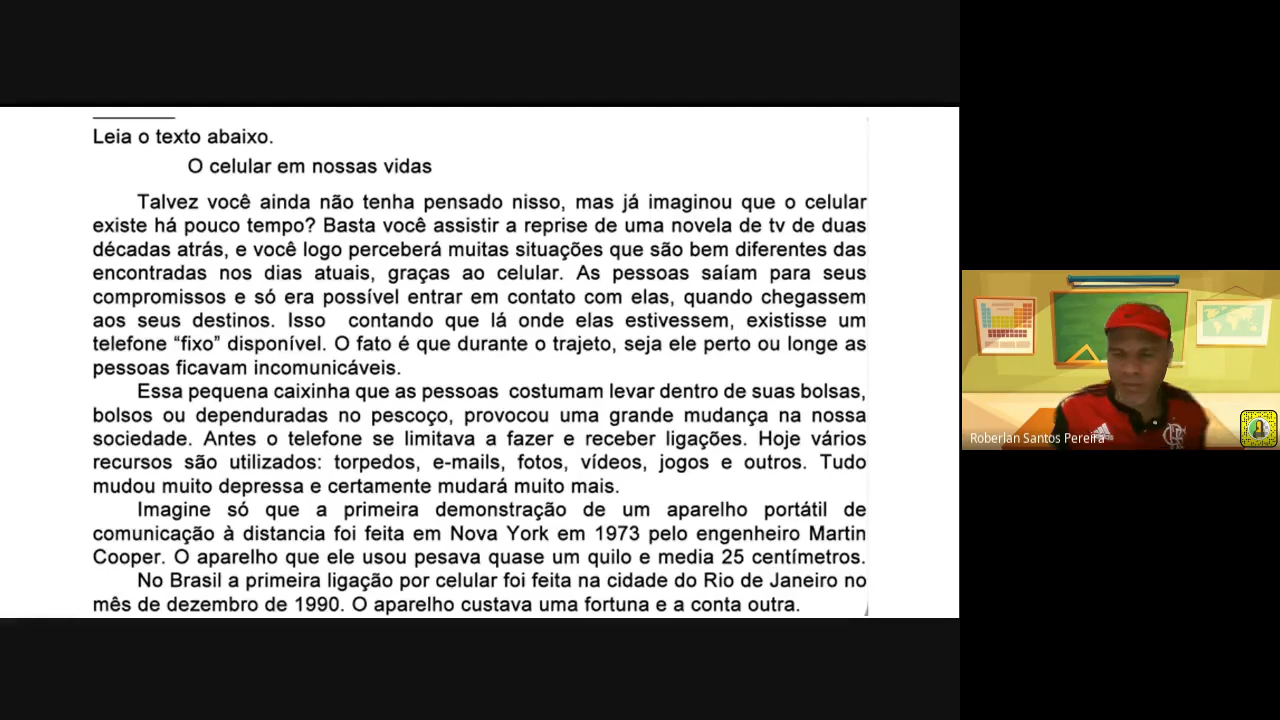 Leia o texto abaixo.
O celular em nossas vidas
Talvez você ainda não tenha pensado nisso, mas já imaginou que o celular
existe há pouco tempo? Basta você assistir a reprise de uma novela de tv de duas
décadas atrás, e você logo perceberá muitas situações que são bem diferentes das
encontradas nos dias atuais, graças ao celular. As pessoas saíam para seus
compromissos e só era possível entrar em contato com elas, quando chegassem
aos seus destinos. Isso contando que lá onde elas estivessem, existisse um
telefone “fixo” disponível. O fato é que durante o trajeto, seja ele perto ou longe as
pessoas ficavam incomunicáveis.
Essa pequena caixinha que as pessoas costumam levar dentro de suas bolsas,
bolsos ou dependuradas no pescoço, provocou uma grande mudança na nossa
sociedade. Antes o telefone se limitava a fazer e receber ligações. Hoje vários
recursos são utilizados: torpedos, e-mails, fotos, vídeos, jogos e outros. Tudo
mudou muito depressa e certamente mudará muito mais.
Imagine só que a primeira demonstração de um aparelho portátil de
comunicação à distancia foi feita em Nova York em 1973 pelo engenheiro Martin
Cooper. O aparelho que ele usou pesava quase um quilo e media 25 centímetros.
No Brasil a primeira ligação por celular foi feita na cidade do Rio de Janeiro no
mês de dezembro de 1990. O aparelho custava uma fortuna e a conta outra.
Roberlan Santos Pereira
adidas